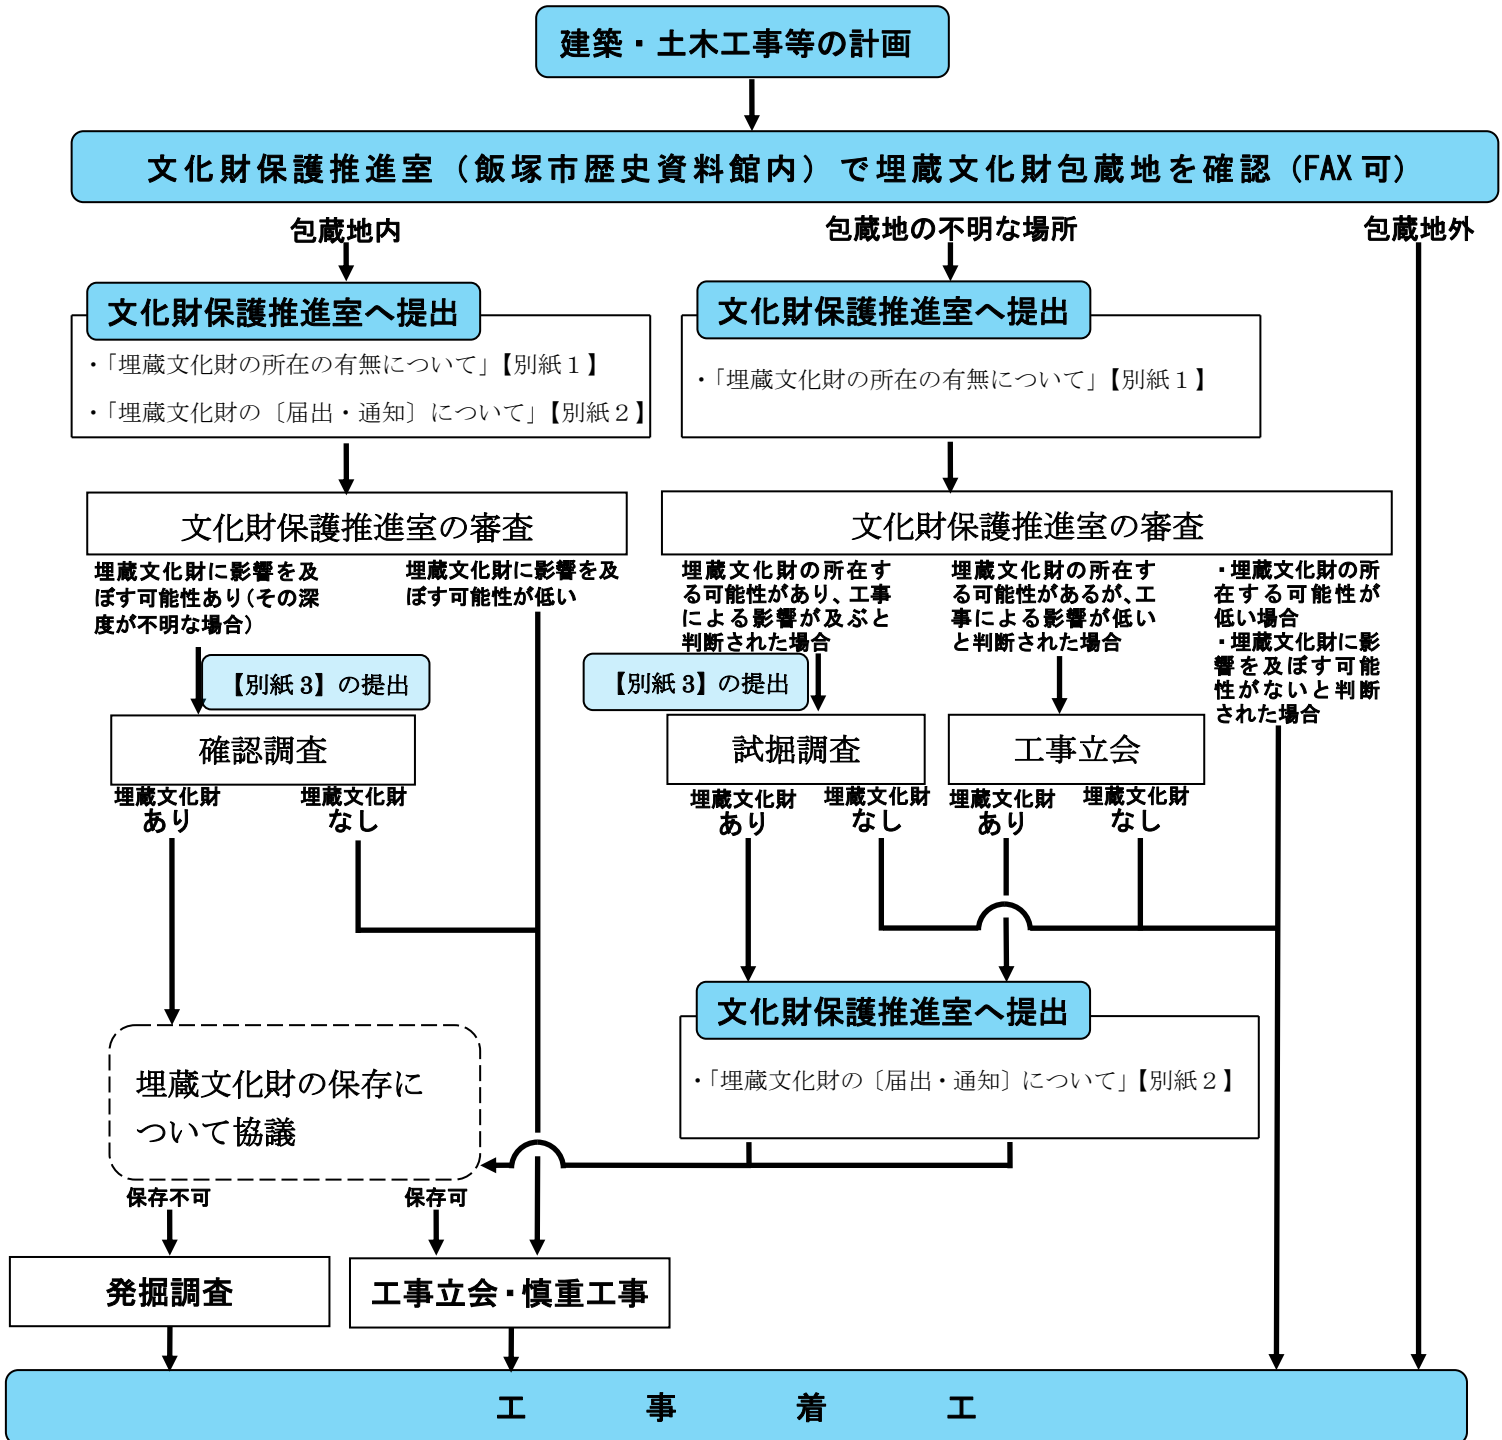 建築・土木工事等の計画
文化財保護推進室（飯塚市歴史資料館内）で埋蔵文化財包蔵地を確認（FAX 可）
包蔵地内
包蔵地の不明な場所
包蔵地外
文化財保護推進室へ提出
・「埋蔵文化財の所在の有無について」【別紙１】
・「埋蔵文化財の〔届出・通知〕について」【別紙２】
文化財保護推進室へ提出
・「埋蔵文化財の所在の有無について」【別紙１】
文化財保護推進室の審査
文化財保護推進室の審査
埋蔵文化財に影響を及
ぼす可能性あり（その深
度が不明な場合）
埋蔵文化財に影響を及
ぼす可能性が低い
埋蔵文化財の所在す
る可能性があり、工事
による影響が及ぶと
判断された場合
埋蔵文化財の所在す
る可能性があるが、工
事による影響が低い
と判断された場合
・埋蔵文化財の所
在する可能性が
低い場合
・埋蔵文化財に影
響を及ぼす可能
性がないと判断
された場合
【別紙 3】の提出
【別紙 3】の提出
確認調査
試掘調査
工事立会
埋蔵文化財
あり
埋蔵文化財
なし
埋蔵文化財
あり
埋蔵文化財
なし
埋蔵文化財
あり
埋蔵文化財
なし
文化財保護推進室へ提出
・「埋蔵文化財の〔届出・通知〕について」【別紙２】
埋蔵文化財の保存に
ついて協議
保存不可
保存可
発掘調査
工事立会・慎重工事
工事着工